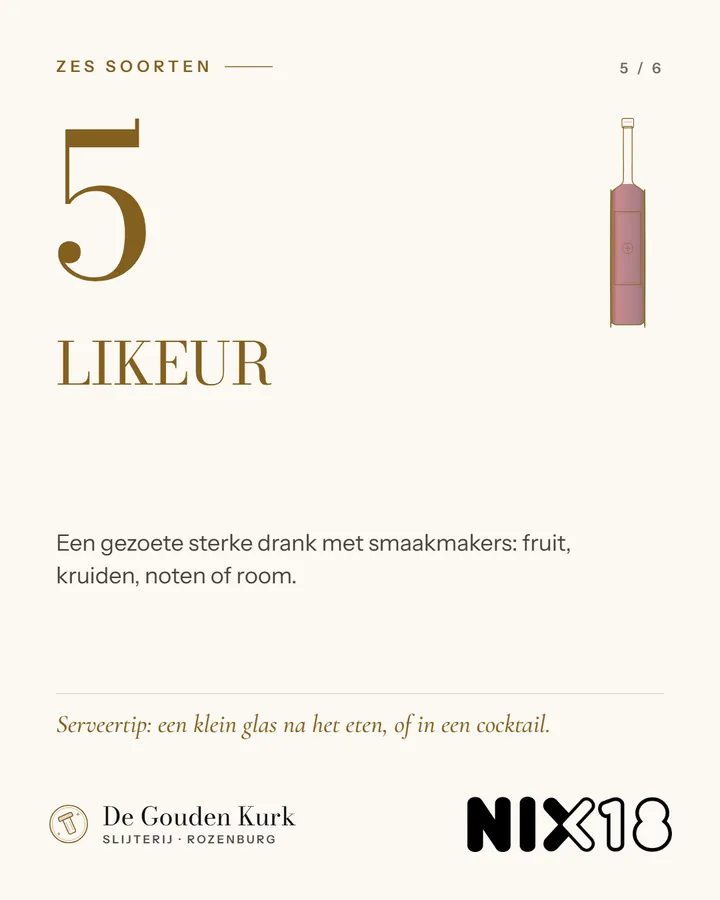 ZES SOORTEN
5 / 6
5
LIKEUR
Een gezoete sterke drank met smaakmakers: fruit,
kruiden, noten of room.
Serveertip: een klein glas na het eten, of in een cocktail.
De Gouden Kurk
SLIJTERIJ · ROZENBURG
NIX18